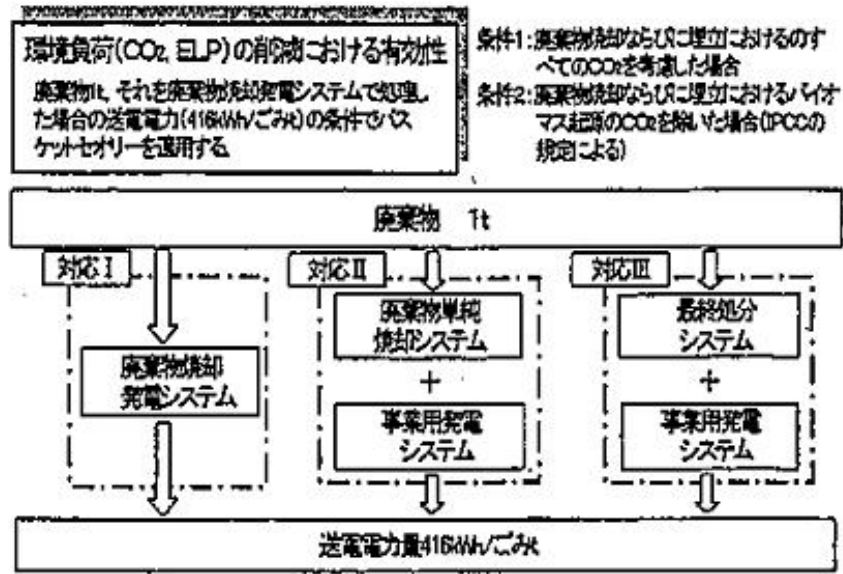 環境負荷(CO₂, ELP)の削減における有効性
廃棄物1t, それを廃棄物焼却発電システムで処理し
た場合の送電電力(416kWh/ごみt)の条件でバス
ケットセオリーを適用する
条件1:廃棄物焼却ならびに埋立におけるのす
べてのCO₂を考慮した場合
条件2:廃棄物焼却ならびに埋立におけるバイオ
マス起源のCO₂を除いた場合(IPCCの
規定による)
廃棄物 1t
対応Ⅰ
対応Ⅱ
対応Ⅲ
廃棄物焼却
発電システム
廃棄物単純
焼却システム
+
事業用発電
システム
最終処分
システム
+
事業用発電
システム
送電電力量416kWh/ごみt